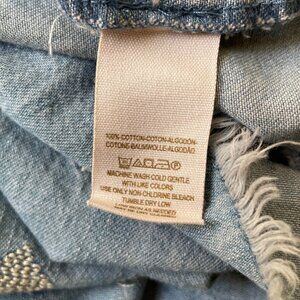 100% COTTON-COTON-ALGODÓN-
COTONE-BAUMWOLLE-ALGODÃO
MACHINE WASH COLD GENTLE
WITH LIKE COLORS
USE ONLY NON-CHLORINE BLEACH
TUMBLE DRY LOW